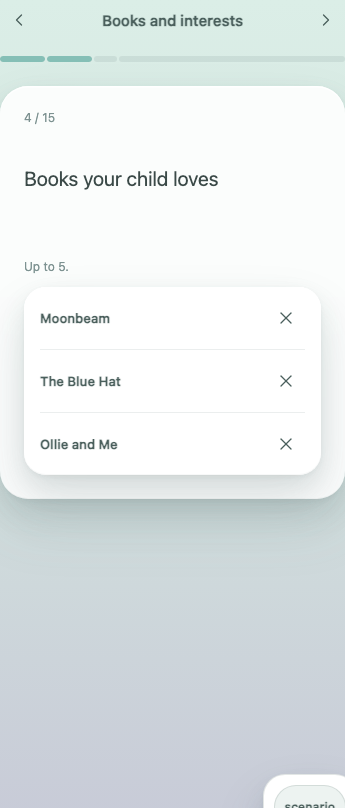 Books and interests
4 / 15
Books your child loves
Up to 5.
Moonbeam
The Blue Hat
Ollie and Me
scenario